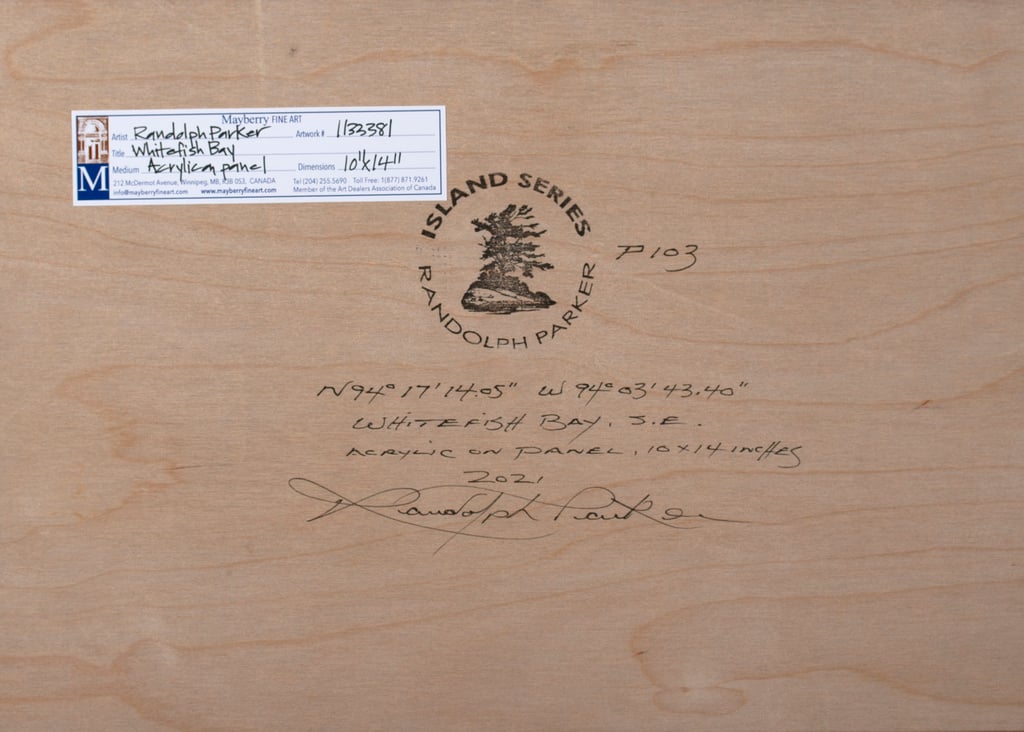 Mayberry FINE ART
Artist Randolph Parker Artwork # 1133381
Title Whitefish Bay
Medium Acrylic on panel Dimensions 10"x14"
M
212 McDermot Avenue, Winnipeg, MB, R3B 0S3, CANADA Tel (204) 255.5690 Toll Free: 1(877) 871.9261
info@mayberryfineart.com www.mayberryfineart.com Member of the Art Dealers Association of Canada
ISLAND SERIES
RANDOLPH PARKER
P103
N94° 17' 14.05" W 94° 03' 43.40"
WHITEFISH BAY, S.E.
ACRYLIC ON PANEL, 10 x 14 INCHES
2021
Randolph Parker